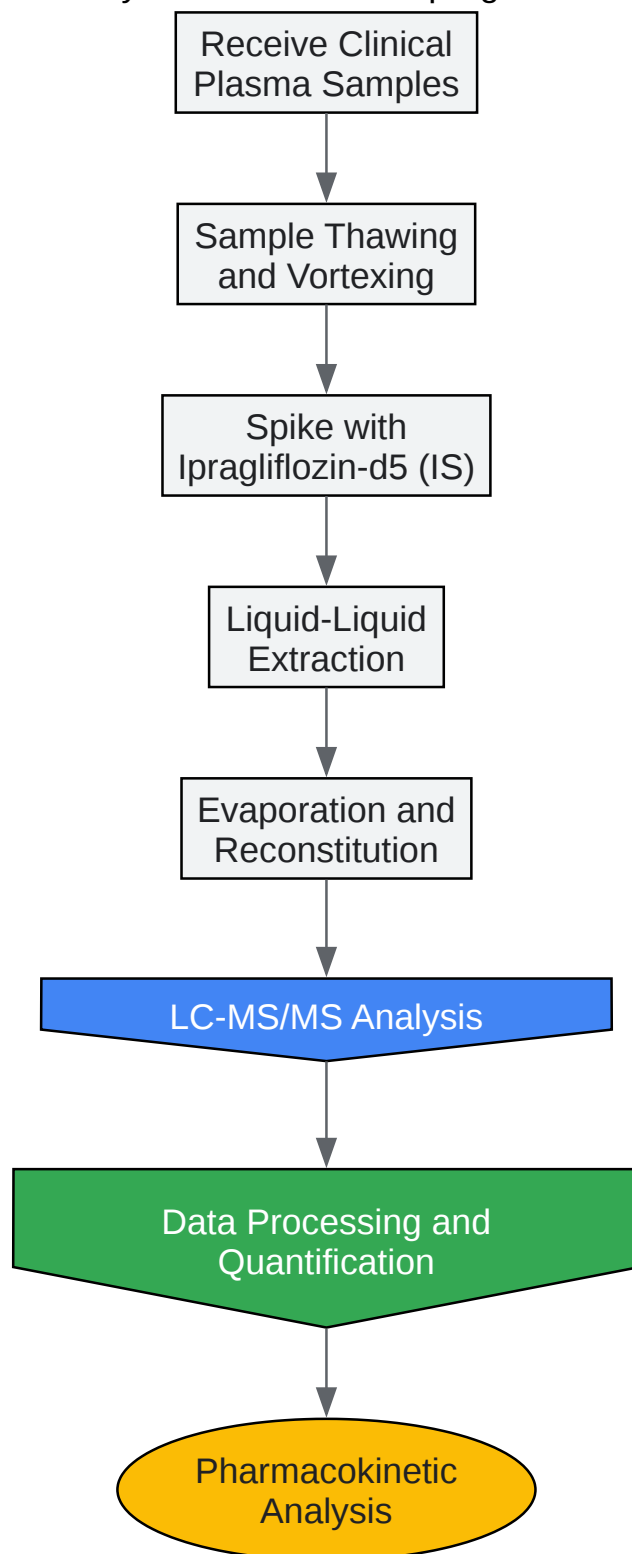 Receive Clinical
Plasma Samples
Sample Thawing
and Vortexing
Spike with
Ipragliflozin-d5 (IS)
Liquid-Liquid
Extraction
Evaporation and
Reconstitution
LC-MS/MS Analysis
Data Processing and
Quantification
Pharmacokinetic
Analysis